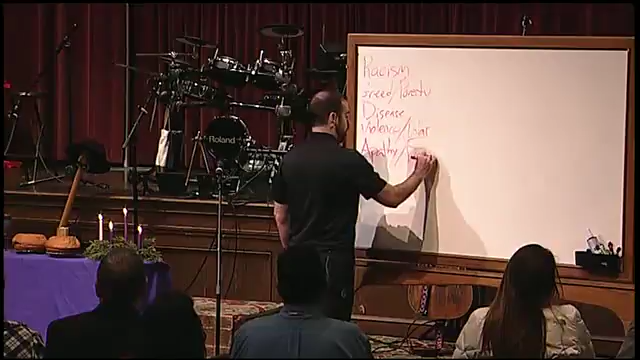 Racism
Greed/Poverty
Disease
Violence/War
Apathy/
Roland